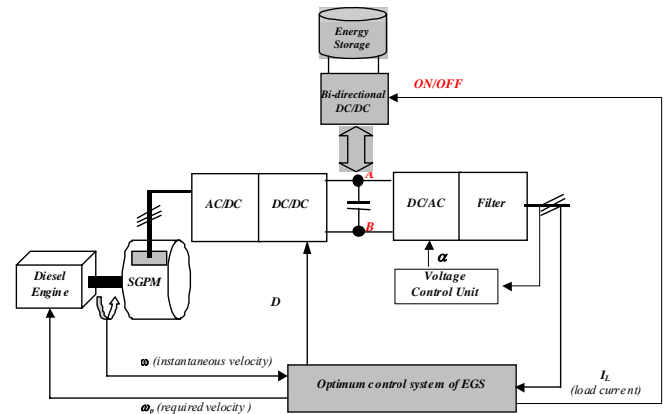 Energy
Storage
ON/OFF
Bi-directional
DC/DC
A
AC/DC
DC/DC
DC/AC
Filter
B
α
Diesel
Engine
SGPM
Voltage
Control Unit
D
ω (instantaneous velocity)
Optimum control system of EGS
I_L
(load current)
ω_p (required velocity )